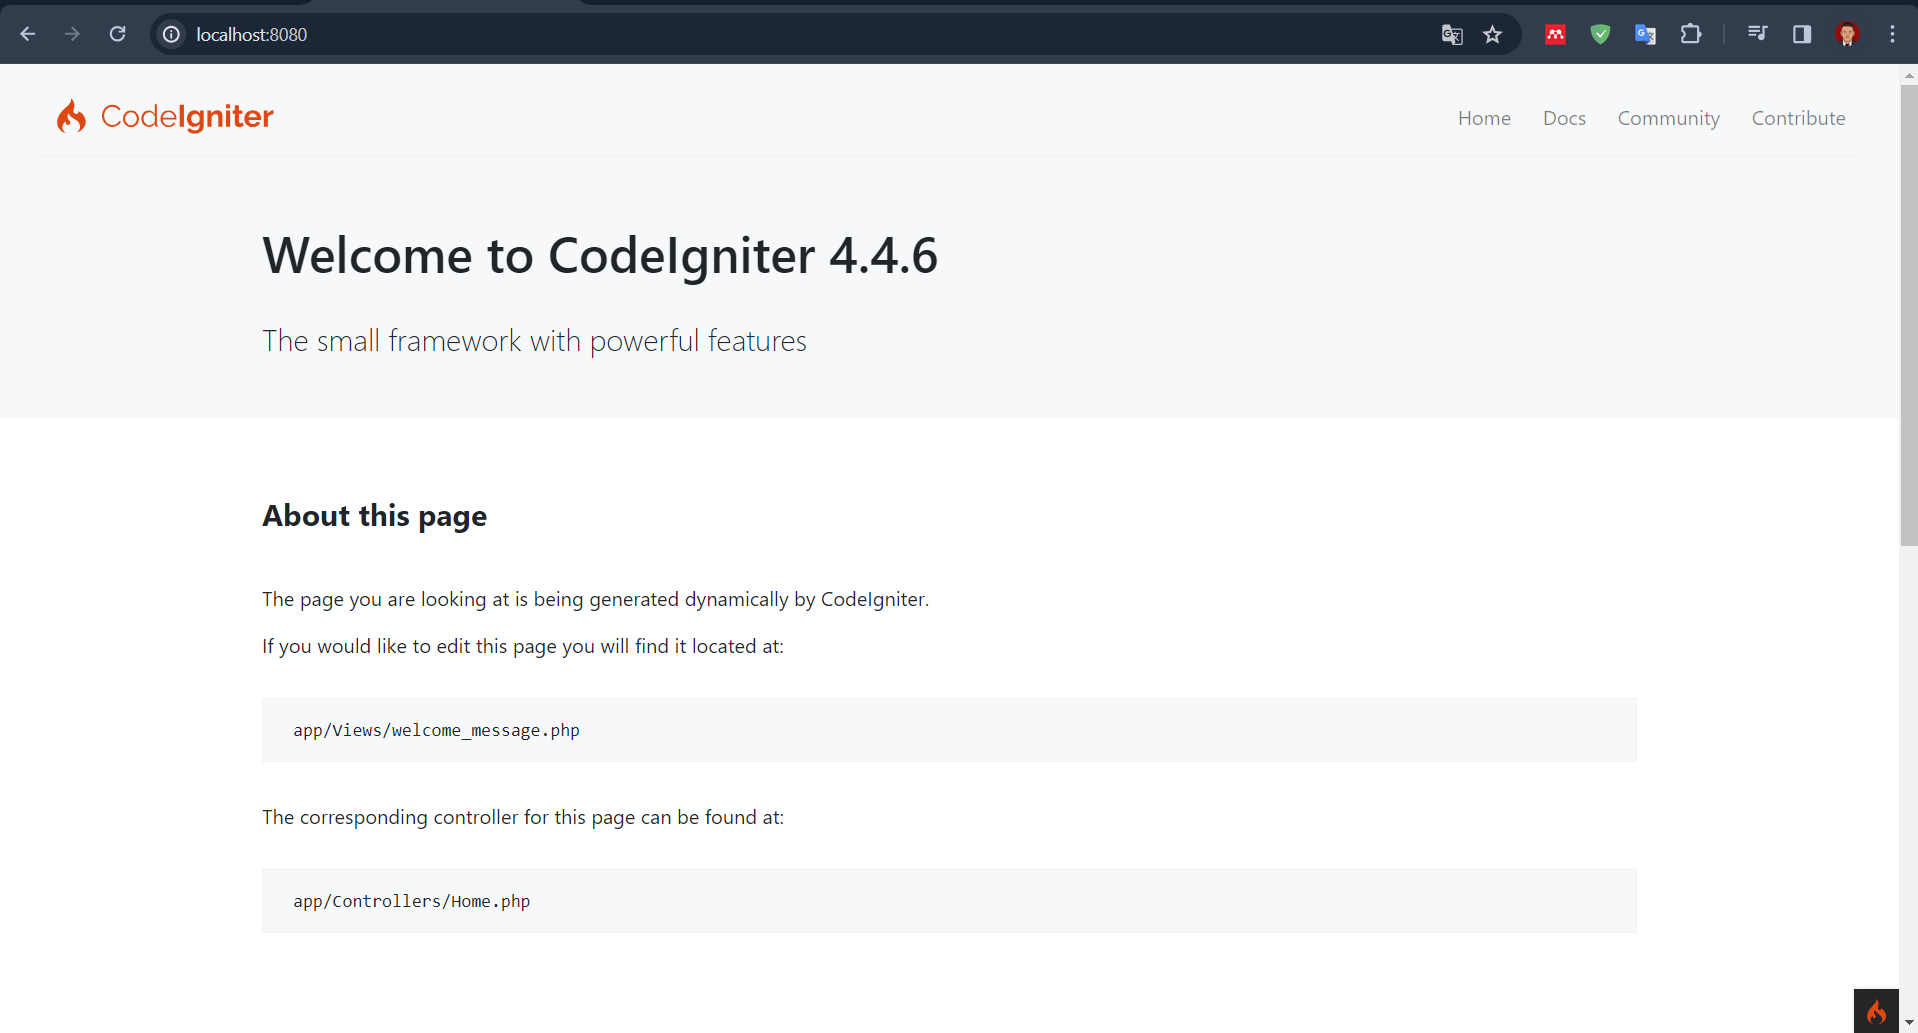 localhost:8080
CodeIgniter
Home Docs Community Contribute
Welcome to CodeIgniter 4.4.6
The small framework with powerful features
About this page
The page you are looking at is being generated dynamically by CodeIgniter.
If you would like to edit this page you will find it located at:
app/Views/welcome_message.php
The corresponding controller for this page can be found at:
app/Controllers/Home.php